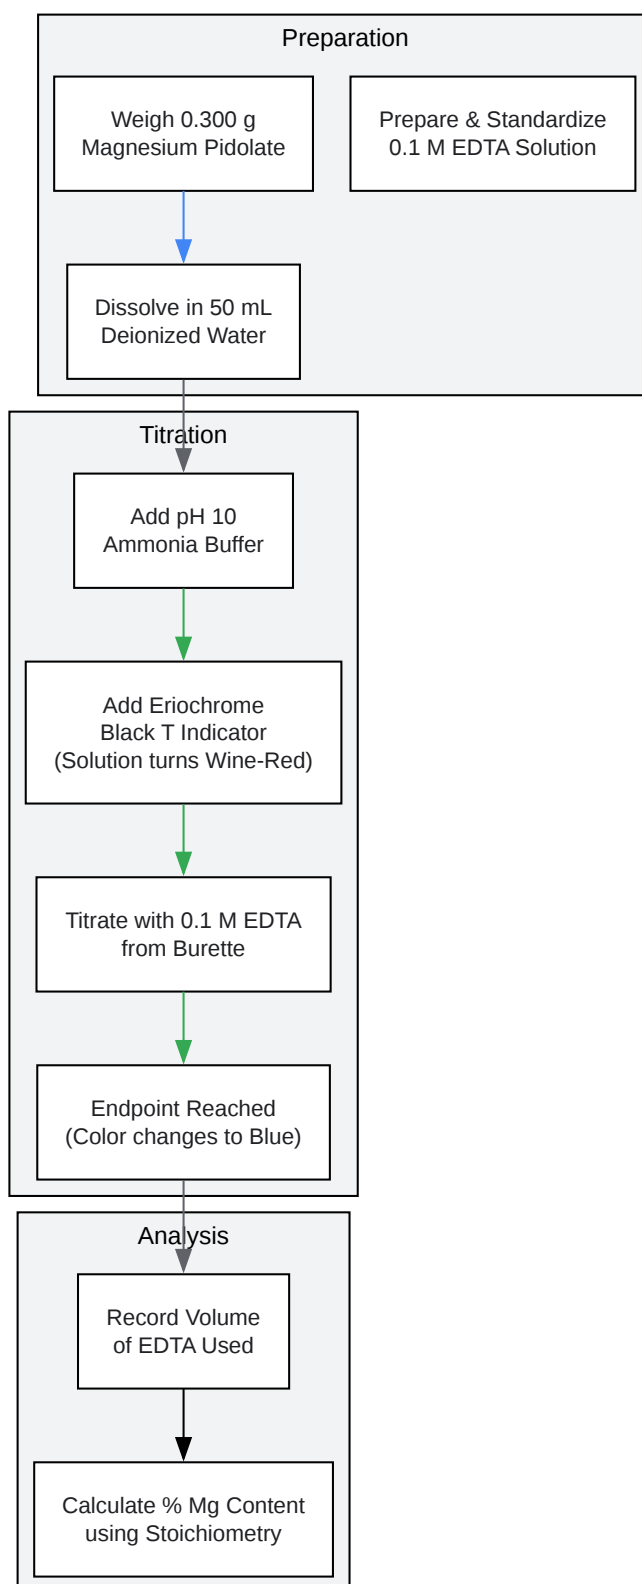 Preparation
Weigh 0.300 g
Magnesium Pidolate
Prepare & Standardize
0.1 M EDTA Solution
Dissolve in 50 mL
Deionized Water
Titration
Add pH 10
Ammonia Buffer
Add Eriochrome
Black T Indicator
(Solution turns Wine-Red)
Titrate with 0.1 M EDTA
from Burette
Endpoint Reached
(Color changes to Blue)
Analysis
Record Volume
of EDTA Used
Calculate % Mg Content
using Stoichiometry